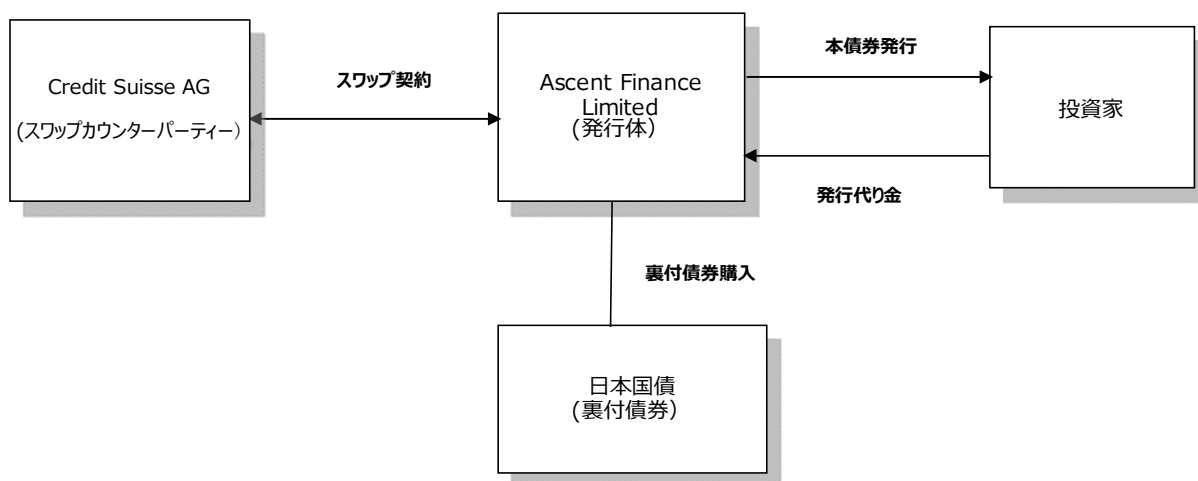 Credit Suisse AG
(スワップカウンターパーティー)
スワップ契約
Ascent Finance
Limited
(発行体)
本債券発行
発行代り金
投資家
裏付債券購入
日本国債
(裏付債券)